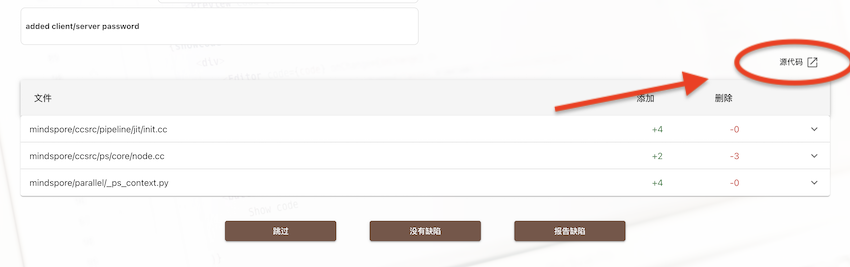 added client/server password
源代码
文件 添加 删除
mindspore/ccsrc/pipeline/jit/init.cc +4 -0
mindspore/ccsrc/ps/core/node.cc +2 -3
mindspore/parallel/_ps_context.py +4 -0
跳过 没有缺陷 报告缺陷